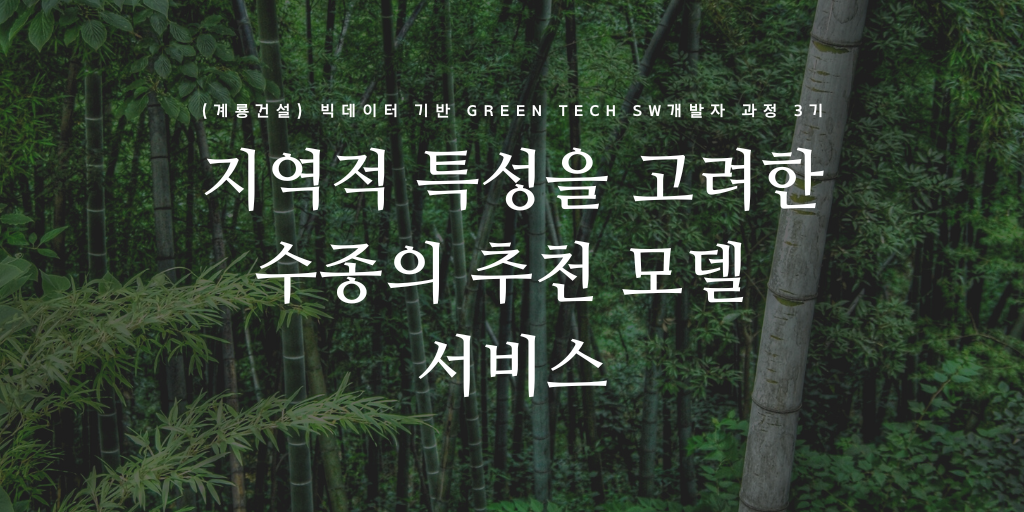 (계룡건설) 빅데이터 기반 GREEN TECH SW개발자 과정 3기
지역적 특성을 고려한
수종의 추천 모델
서비스